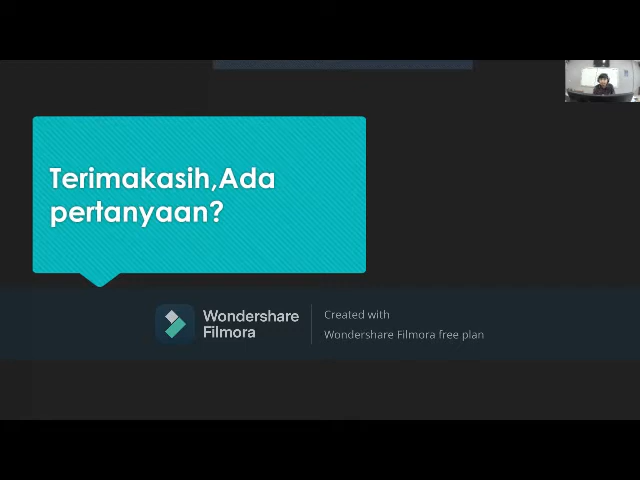 Terimakasih,Ada
pertanyaan?
Wondershare
Filmora
Created with
Wondershare Filmora free plan